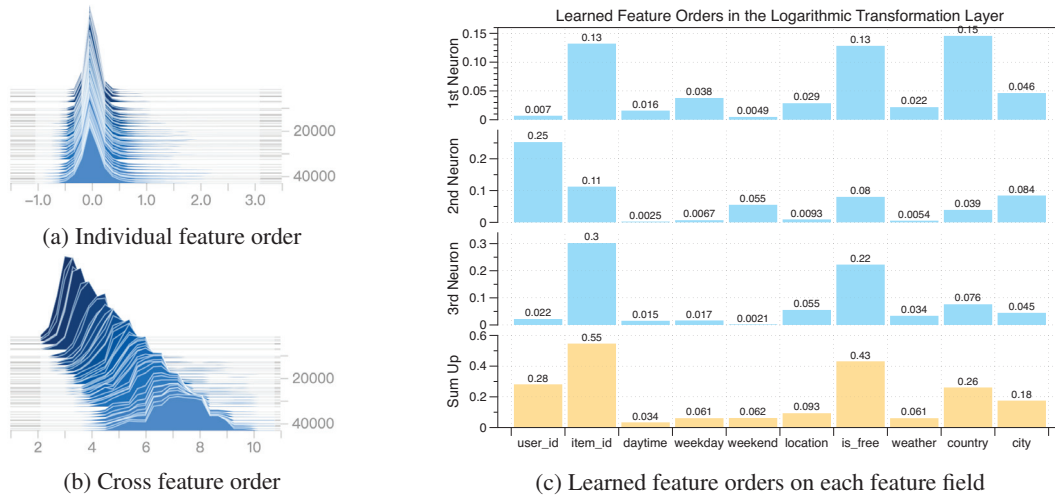 20000
40000
−1.0 0.0 1.0 2.0 3.0
(a) Individual feature order
20000
40000
2 4 6 8 10
(b) Cross feature order
Learned Feature Orders in the Logarithmic Transformation Layer
1st Neuron
0.15
0.10
0.05
0
0.007 0.13 0.016 0.038 0.0049 0.029 0.13 0.022 0.15 0.046
2nd Neuron
0.2
0.1
0
0.25 0.11 0.0025 0.0067 0.055 0.0093 0.08 0.0054 0.039 0.084
3rd Neuron
0.3
0.2
0.1
0
0.022 0.3 0.015 0.017 0.0021 0.055 0.22 0.034 0.076 0.045
Sum Up
0.6
0.4
0.2
0
0.28 0.55 0.034 0.061 0.062 0.093 0.43 0.061 0.26 0.18
user_id item_id daytime weekday weekend location is_free weather country city
(c) Learned feature orders on each feature field